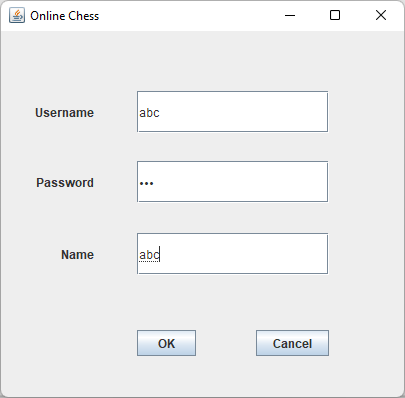 Online Chess
Username abc
Password •••
Name abc
OK Cancel